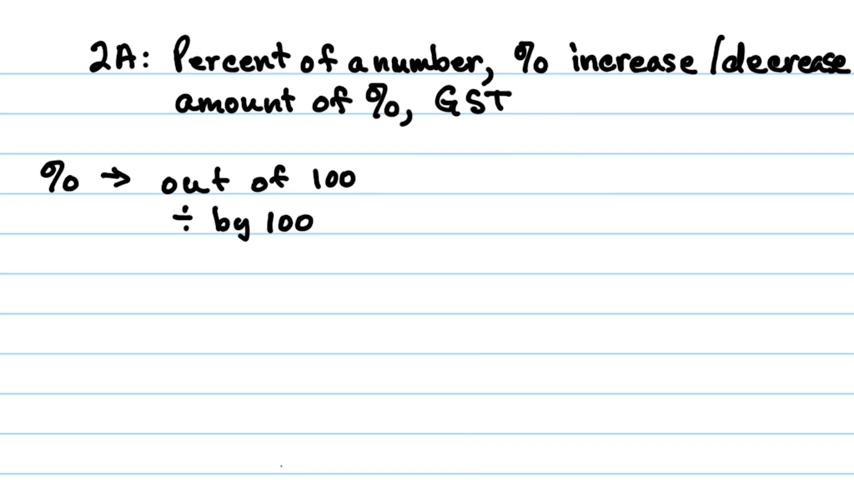 2A: Percent of a number, % increase/decrease
amount of %, GST
% → out of 100
÷ by 100